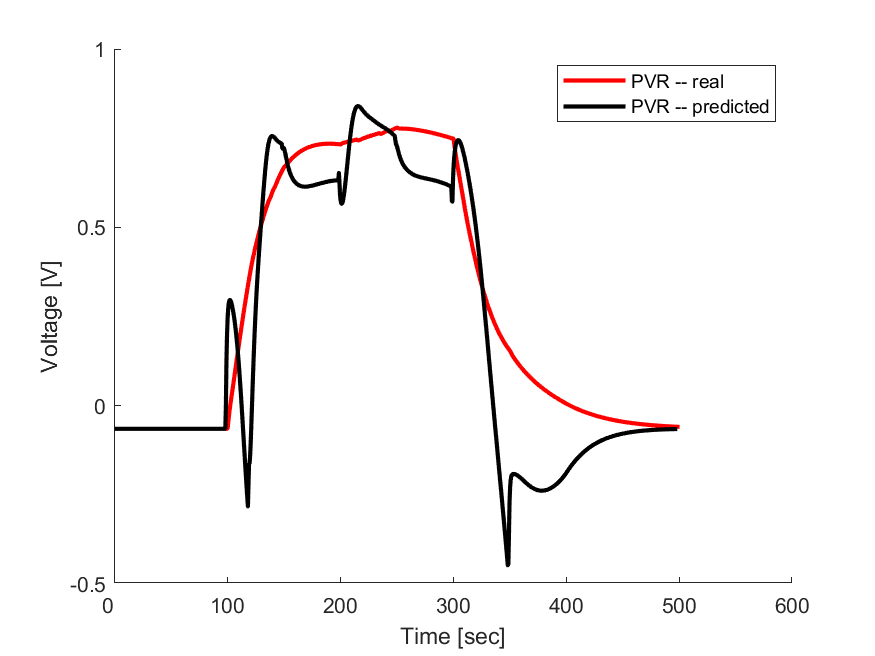 1
PVR -- real
PVR -- predicted
0.5
Voltage [V]
0
-0.5
0 100 200 300 400 500 600
Time [sec]